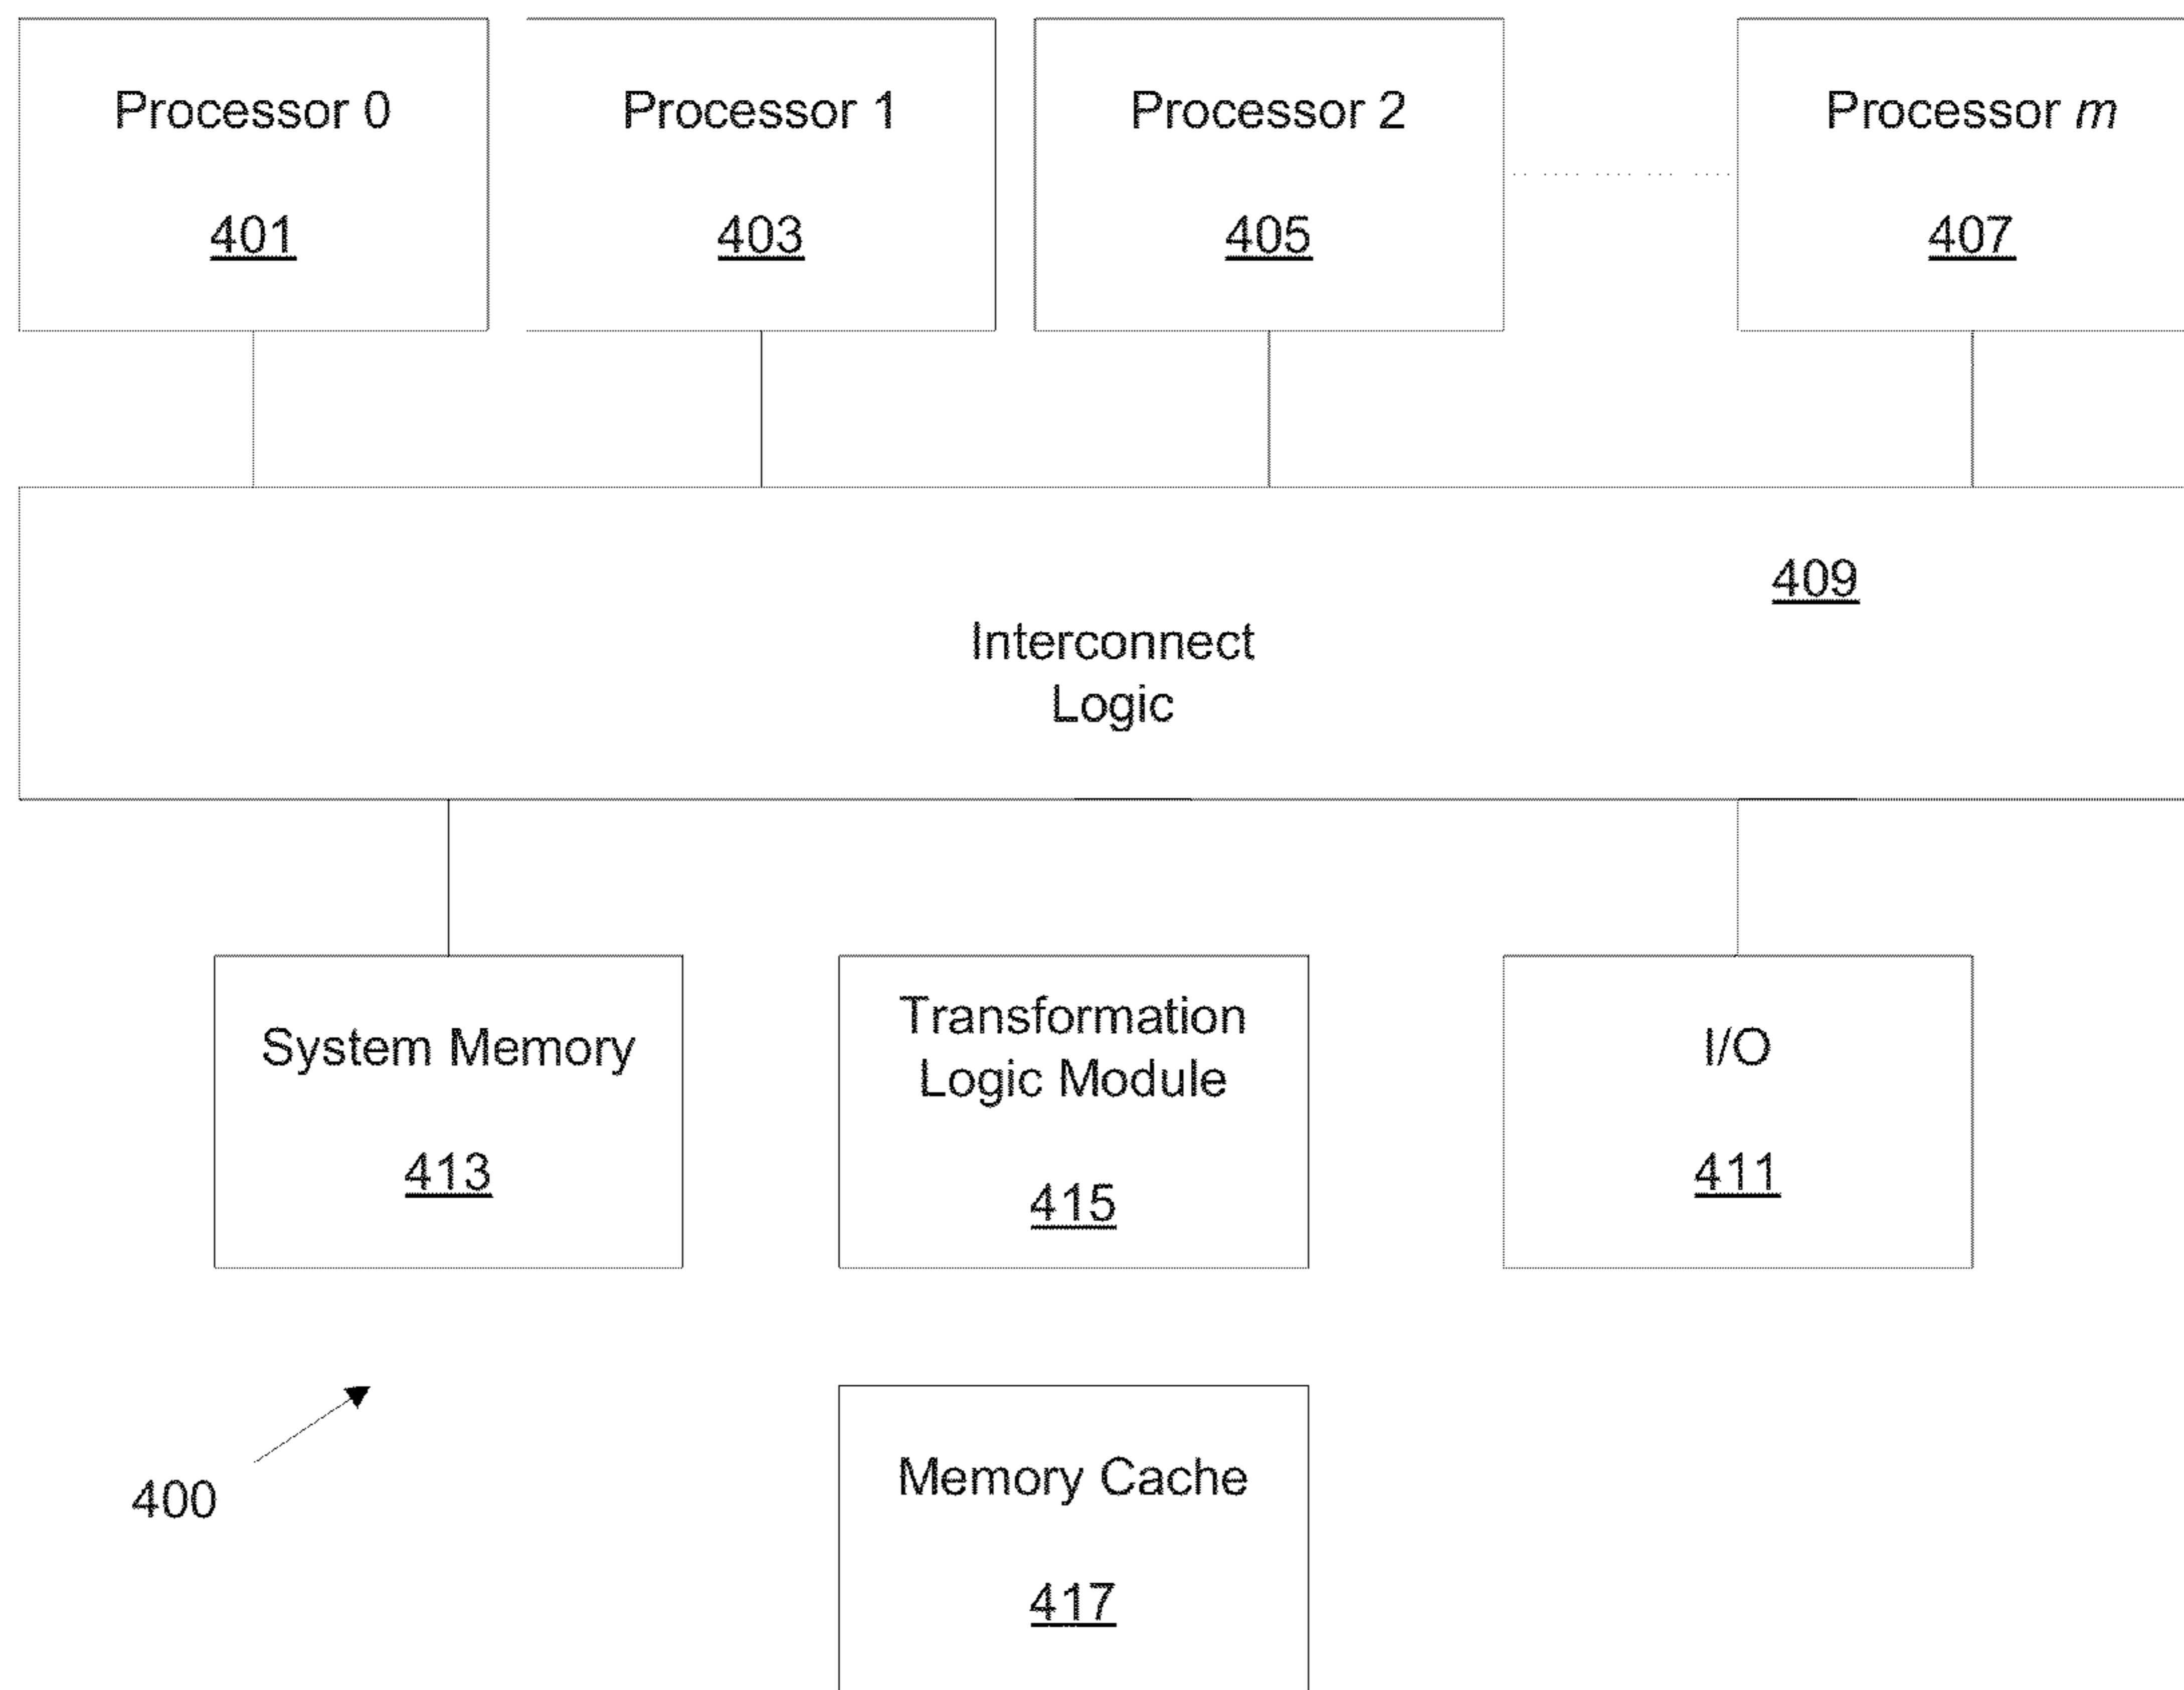 Processor 0
401
Processor 1
403
Processor 2
405
Processor m
407
409
Interconnect
Logic
System Memory
413
Transformation
Logic Module
415
I/O
411
400
Memory Cache
417